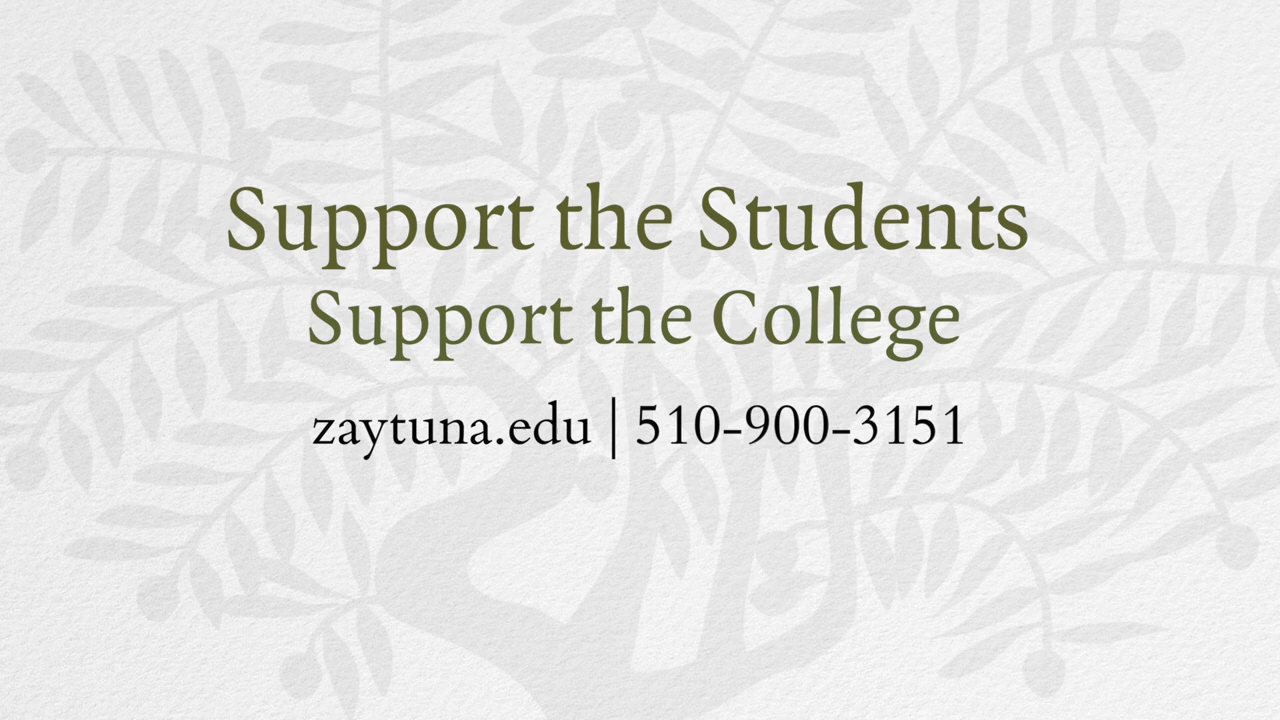 Support the Students
Support the College
zaytuna.edu | 510-900-3151